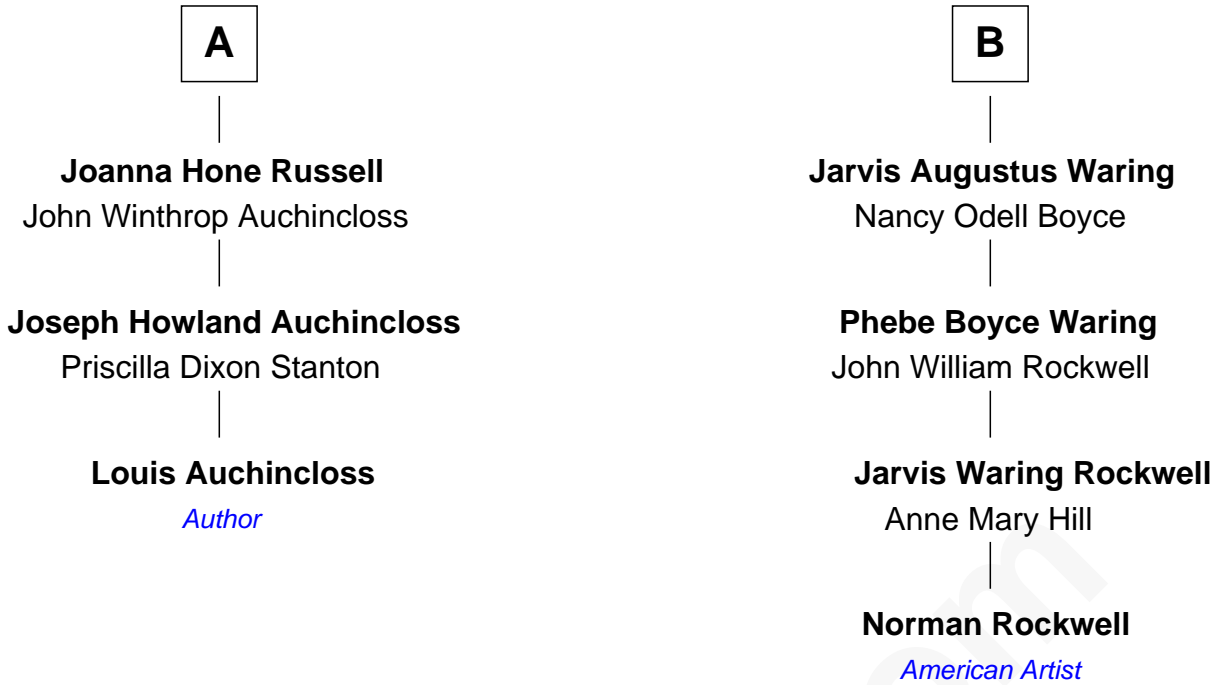 A
Joanna Hone Russell
John Winthrop Auchincloss
Joseph Howland Auchincloss
Priscilla Dixon Stanton
Louis Auchincloss
Author
B
Jarvis Augustus Waring
Nancy Odell Boyce
Phebe Boyce Waring
John William Rockwell
Jarvis Waring Rockwell
Anne Mary Hill
Norman Rockwell
American Artist